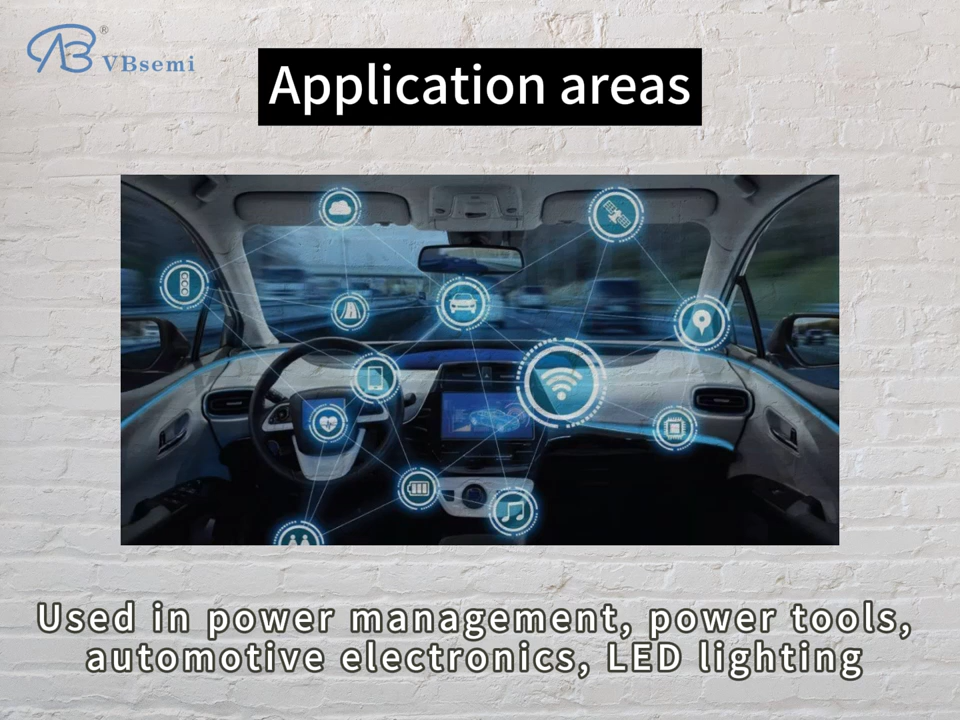 VBsemi®
Application areas
Used in power management, power tools,
automotive electronics, LED lighting